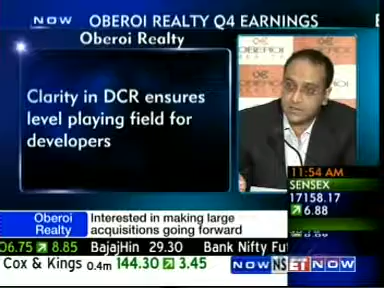 NOW OBEROI REALTY Q4 EARNINGS
Oberoi Realty
Clarity in DCR ensures
level playing field for
developers
11:54 AM
SENSEX
17158.17
6.88
Oberoi
Realty
Interested in making large
acquisitions going forward
06.75 8.85 BajajHin 29.30 Bank Nifty Fut
Cox & Kings 0.4m 144.30 3.45 NOW NS ET NOW